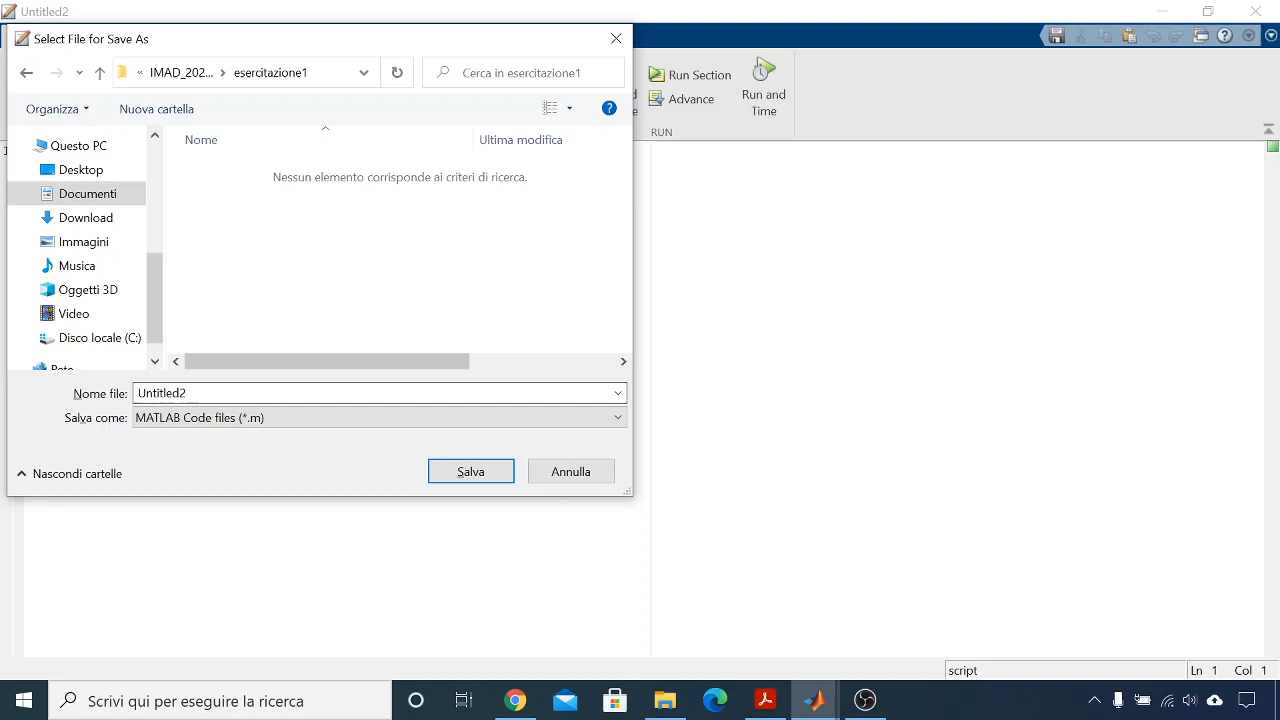 Untitled2
Select File for Save As
« IMAD_202... > esercitazione1
Cerca in esercitazione1
Organizza
Nuova cartella
Questo PC
Desktop
Documenti
Download
Immagini
Musica
Oggetti 3D
Video
Disco locale (C:)
Nome
Ultima modifica
Nessun elemento corrisponde ai criteri di ricerca.
Nome file:
Untitled2
Salva come:
MATLAB Code files (*.m)
Nascondi cartelle
Salva
Annulla
Run Section
Advance
Run and
Time
RUN
script
Ln 1 Col 1
Scrivi qui per eseguire la ricerca